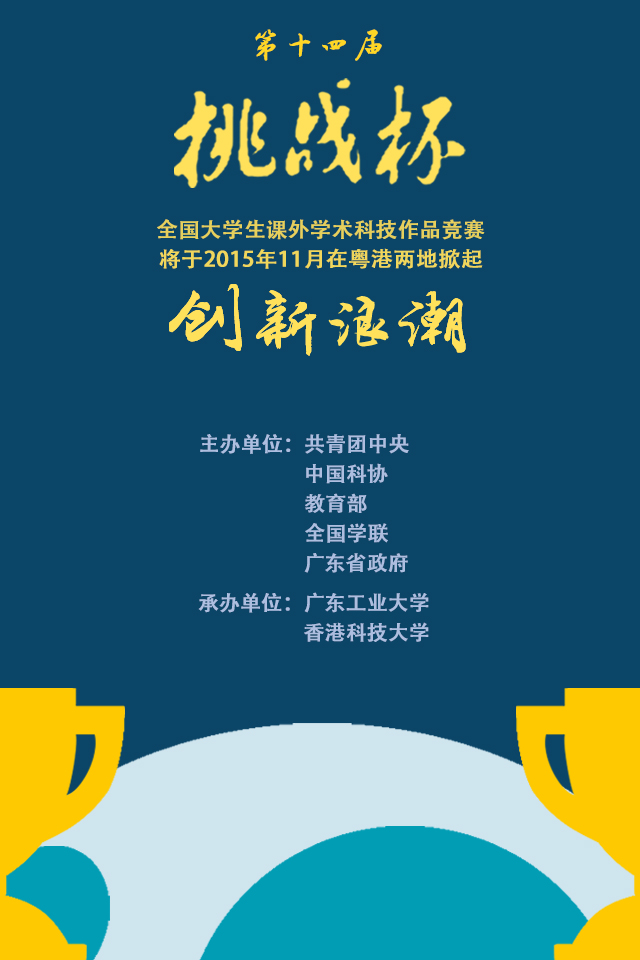 第十四届
挑战杯
全国大学生课外学术科技作品竞赛
将于2015年11月在粤港两地掀起
创新浪潮
主办单位：共青团中央
中国科协
教育部
全国学联
广东省政府
承办单位：广东工业大学
香港科技大学